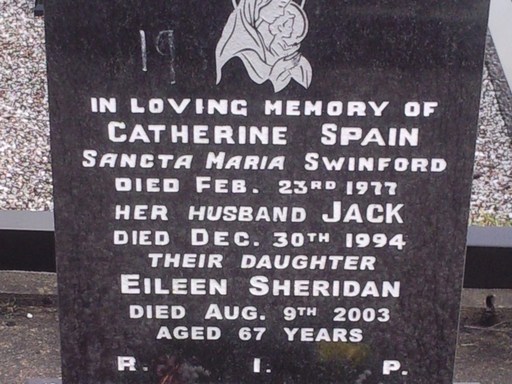 19
IN LOVING MEMORY OF
CATHERINE SPAIN
SANCTA MARIA SWINFORD
DIED FEB. 23RD 1977
HER HUSBAND JACK
DIED DEC. 30TH 1994
THEIR DAUGHTER
EILEEN SHERIDAN
DIED AUG. 9TH 2003
AGED 67 YEARS
R. I. P.